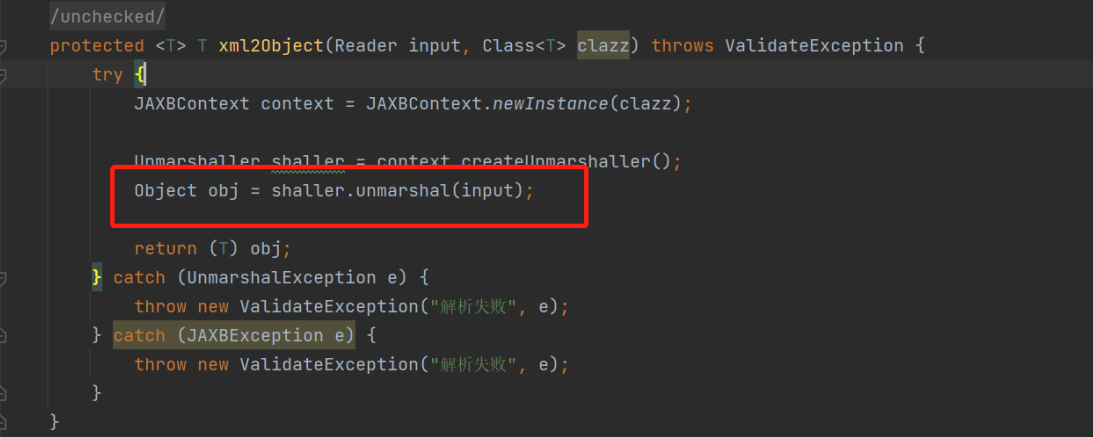 /unchecked/
protected <T> T xml2Object(Reader input, Class<T> clazz) throws ValidateException {
try {
JAXBContext context = JAXBContext.newInstance(clazz);
Unmarshaller shaller = context.createUnmarshaller();
Object obj = shaller.unmarshal(input);
return (T) obj;
} catch (UnmarshalException e) {
throw new ValidateException("解析失败", e);
} catch (JAXBException e) {
throw new ValidateException("解析失败", e);
}
}